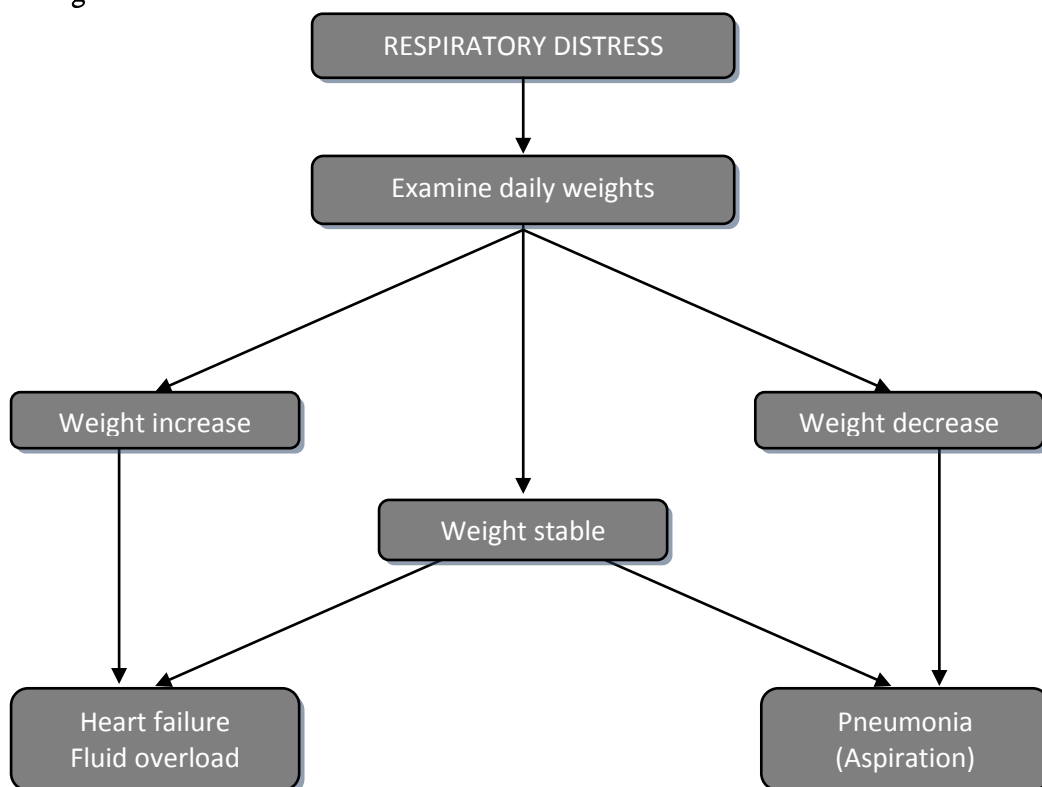 g
RESPIRATORY DISTRESS
Examine daily weights
Weight increase
Weight decrease
Weight stable
Heart failure
Fluid overload
Pneumonia
(Aspiration)